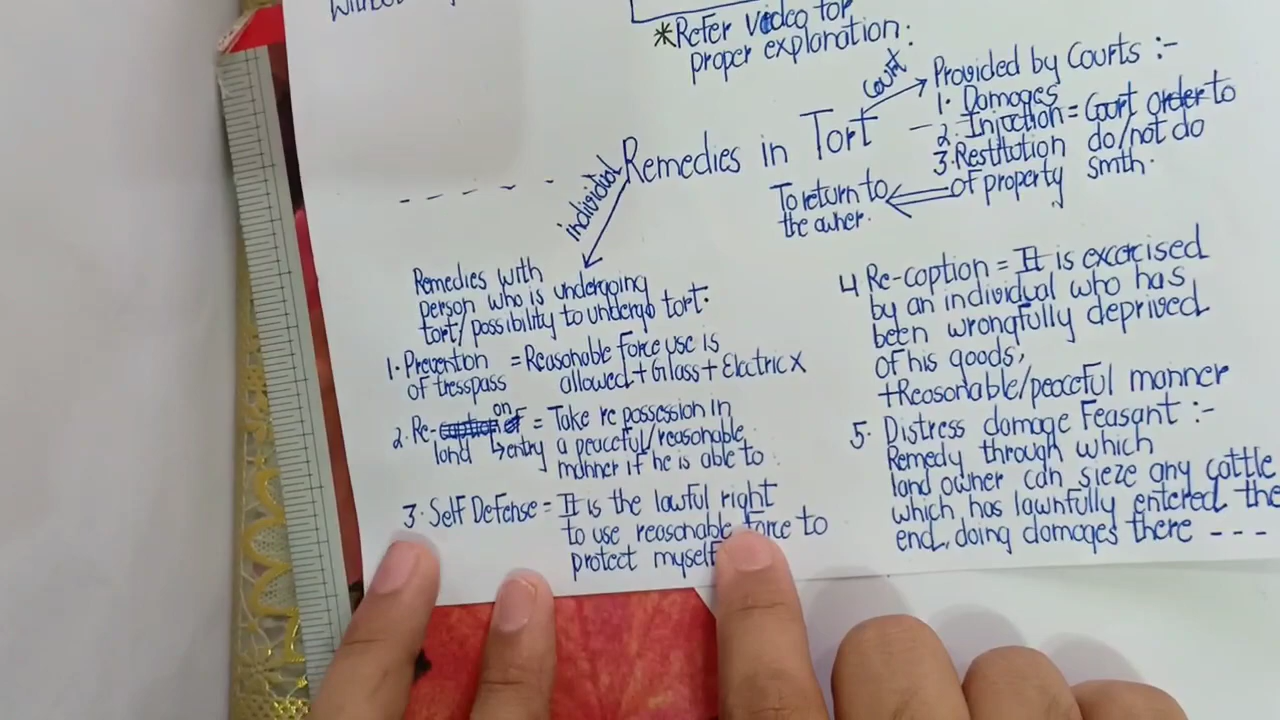 *Refer video for
proper explanation.
Remedies in Tort
Court
Provided by Courts :-
1. Damages
2. Injuction = Court order to
do/not do
smth.
3. Restitution
of property
To return to
the owner.
individial
Remedies with
person who is undergoing
tort/possibility to undergo tort.
1. Prevention = Reasonable Force use is
of tresspass allowed + Glass + Electric x
2. Re-caption of on
land entry = Take re possession in
a peaceful/reasonable
manner if he is able to
3. Self Defense = It is the lawful right
to use reasonable force to
protect myself
4 Re-caption = It is excercised
by an individual who has
been wrongfully deprived
of his goods,
+Reasonable/peaceful manner
5. Distress damage Feasant :-
Remedy through which
land owner can sieze any cattle
which has lawnfully entered the
end, doing damages there ---